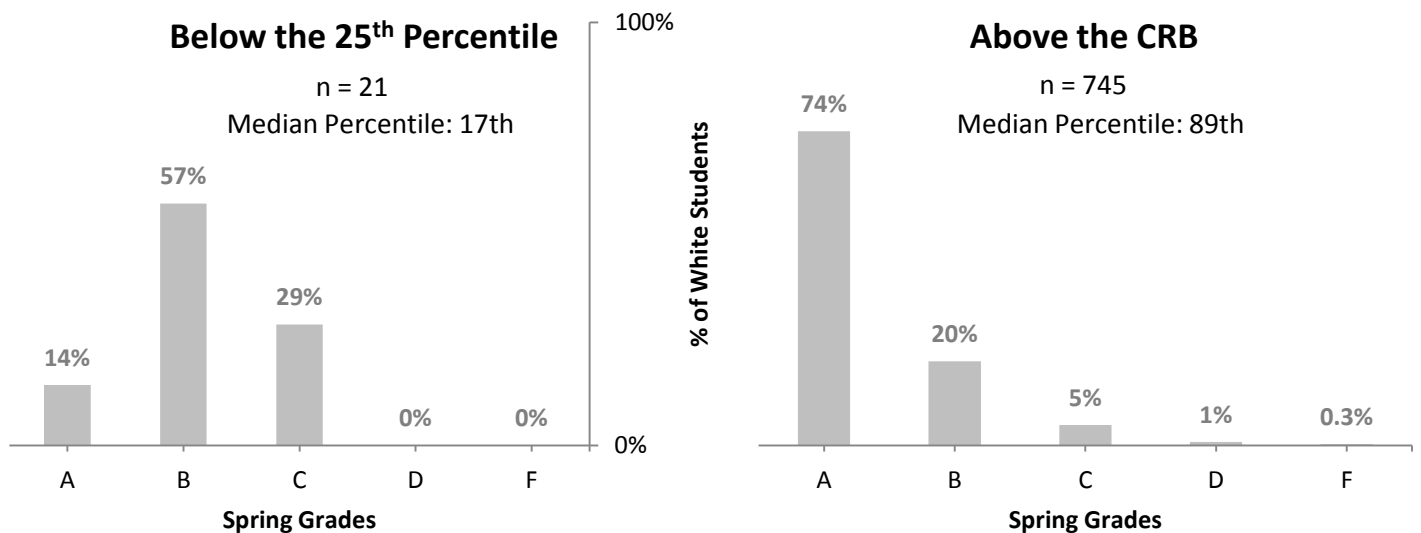 Below the 25th Percentile
n = 21
Median Percentile: 17th
14%
57%
29%
0%
0%
A B C D F
Spring Grades
100%
0%
% of White Students
Above the CRB
n = 745
Median Percentile: 89th
74%
20%
5%
1%
0.3%
A B C D F
Spring Grades